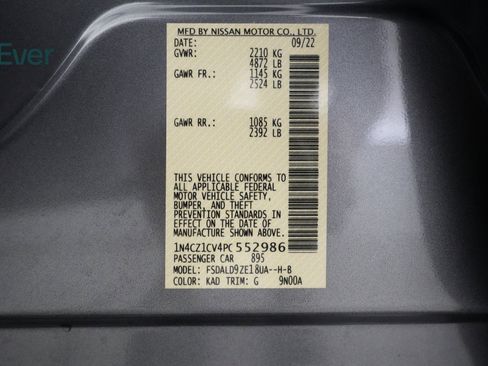 Ever
MFD BY NISSAN MOTOR CO., LTD.
DATE: 09/22
GVWR: 2210 KG
4872 LB
GAWR FR.: 1145 KG
2524 LB
GAWR RR.: 1085 KG
2392 LB
THIS VEHICLE CONFORMS TO
ALL APPLICABLE FEDERAL
MOTOR VEHICLE SAFETY,
BUMPER, AND THEFT
PREVENTION STANDARDS IN
EFFECT ON THE DATE OF
MANUFACTURE SHOWN ABOVE.
1N4CZ1CV4PC552986
PASSENGER CAR 895
MODEL: FSDALD9ZE18UA--H-B
COLOR: KAD TRIM: G 9N00A